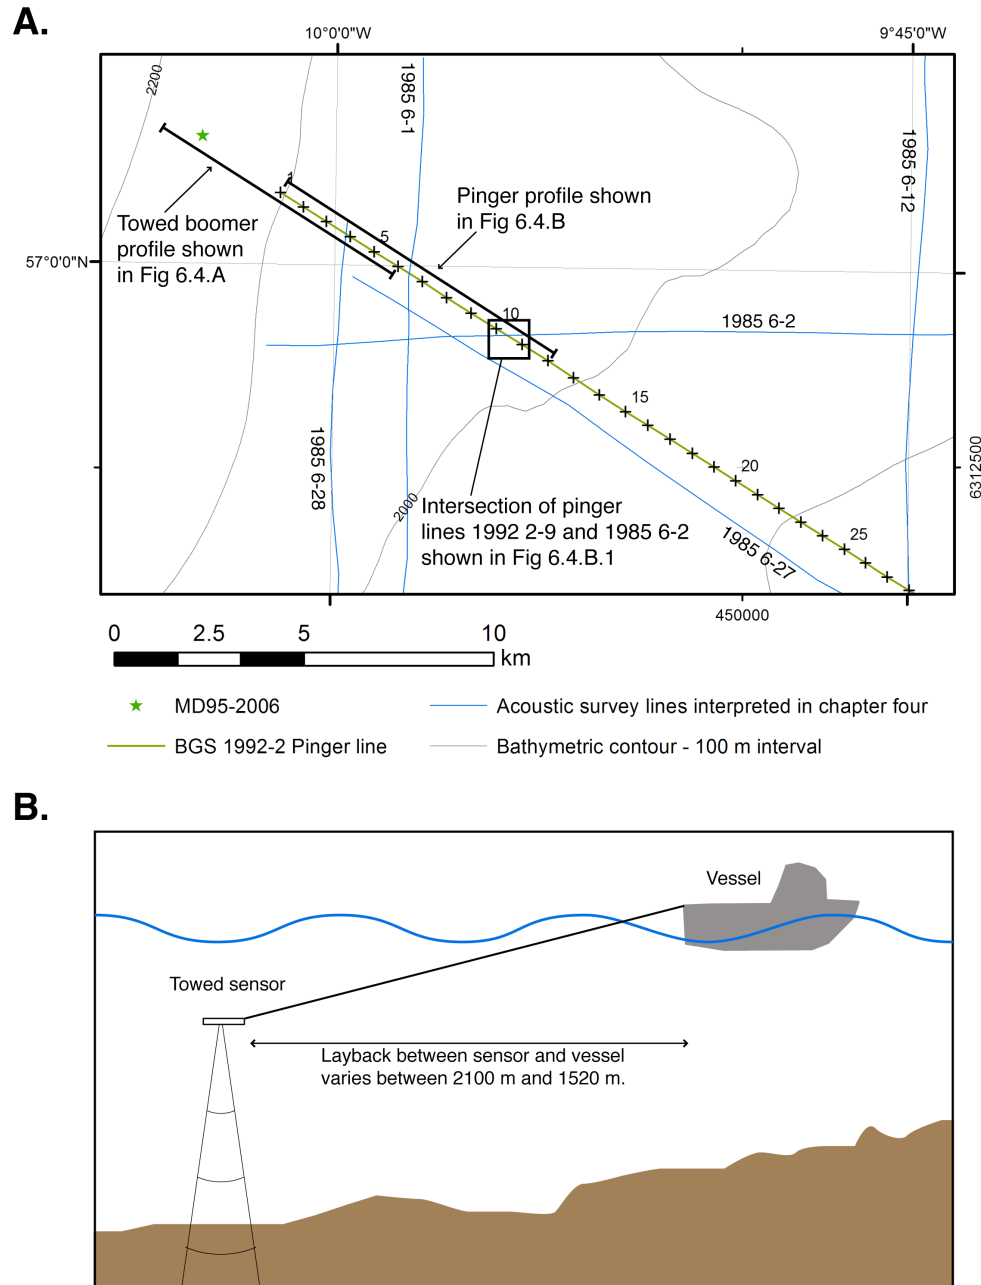 A.
10°0'0"W
9°45'0"W
2200
1985 6-1
1985 6-12
1
Pinger profile shown
in Fig 6.4.B
Towed boomer
profile shown
in Fig 6.4.A
5
57°0'0"N
10
1985 6-2
15
1985 6-28
20
6312500
2000
Intersection of pinger
lines 1992 2-9 and 1985 6-2
shown in Fig 6.4.B.1
25
1985 6-27
450000
0 2.5 5 10
km
MD95-2006
Acoustic survey lines interpreted in chapter four
BGS 1992-2 Pinger line
Bathymetric contour - 100 m interval
B.
Vessel
Towed sensor
Layback between sensor and vessel
varies between 2100 m and 1520 m.